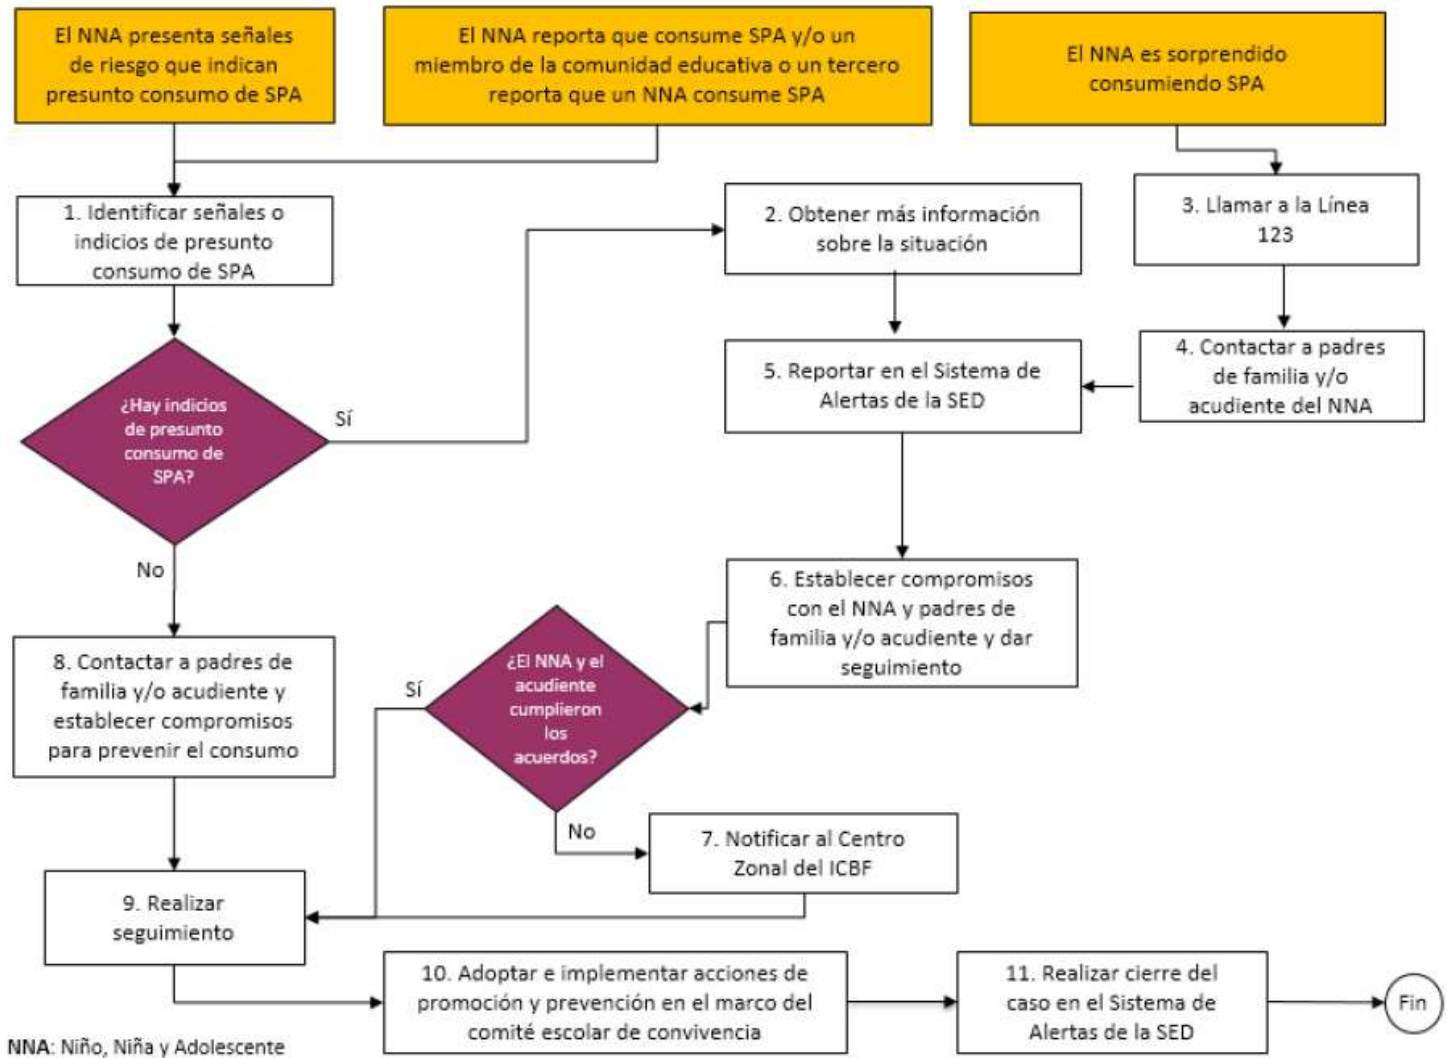 El NNA presenta señales
de riesgo que indican
presunto consumo de SPA
El NNA reporta que consume SPA y/o un
miembro de la comunidad educativa o un tercero
reporta que un NNA consume SPA
El NNA es sorprendido
consumiendo SPA
1. Identificar señales o
indicios de presunto
consumo de SPA
2. Obtener más información
sobre la situación
3. Llamar a la Línea
123
4. Contactar a padres
de familia y/o
acudiente del NNA
5. Reportar en el Sistema de
Alertas de la SED
¿Hay indicios
de presunto
consumo de
SPA?
Sí
No
6. Establecer compromisos
con el NNA y padres de
familia y/o acudiente y dar
seguimiento
¿El NNA y el
acudiente
cumplieron
los
acuerdos?
Sí
No
8. Contactar a padres de
familia y/o acudiente y
establecer compromisos
para prevenir el consumo
7. Notificar al Centro
Zonal del ICBF
9. Realizar
seguimiento
10. Adoptar e implementar acciones de
promoción y prevención en el marco del
comité escolar de convivencia
11. Realizar cierre del
caso en el Sistema de
Alertas de la SED
Fin
NNA: Niño, Niña y Adolescente